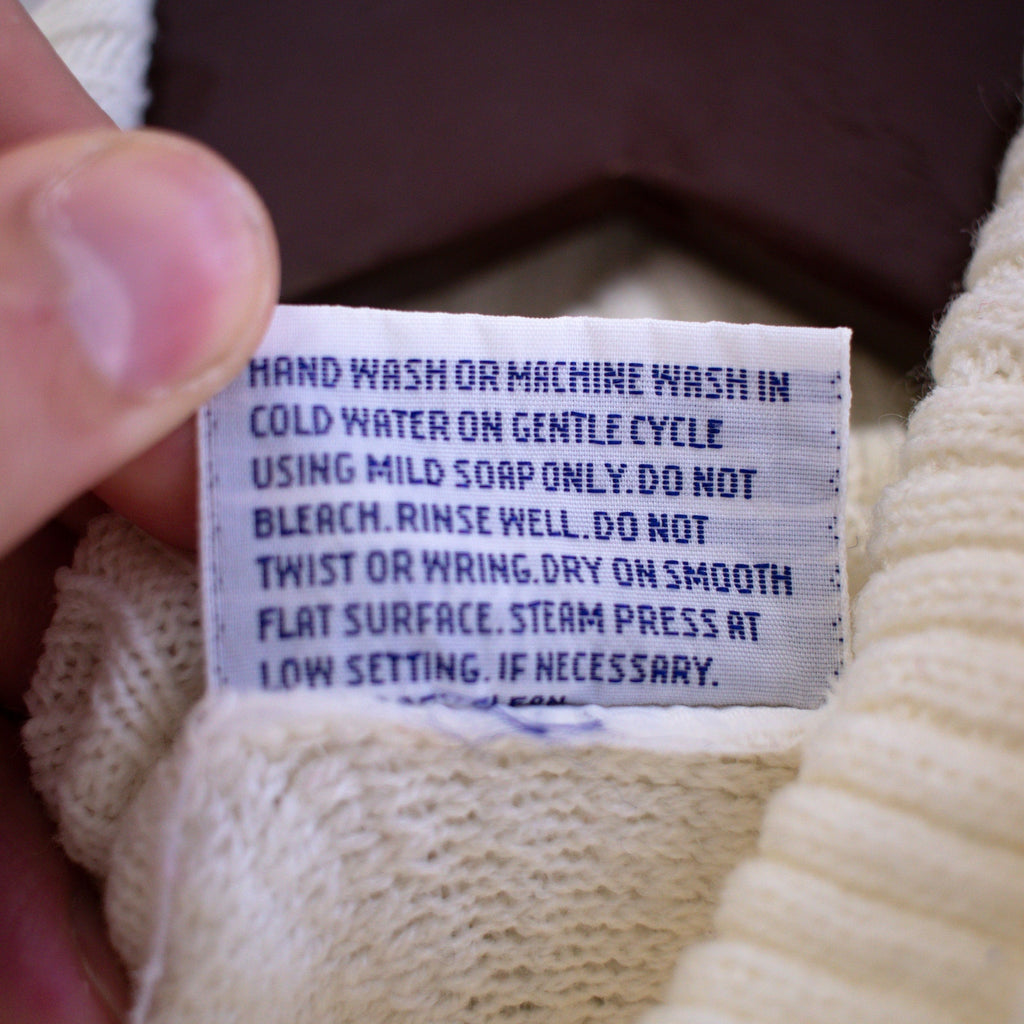 HAND WASH OR MACHINE WASH IN
COLD WATER ON GENTLE CYCLE
USING MILD SOAP ONLY. DO NOT
BLEACH. RINSE WELL. DO NOT
TWIST OR WRING. DRY ON SMOOTH
FLAT SURFACE. STEAM PRESS AT
LOW SETTING. IF NECESSARY.